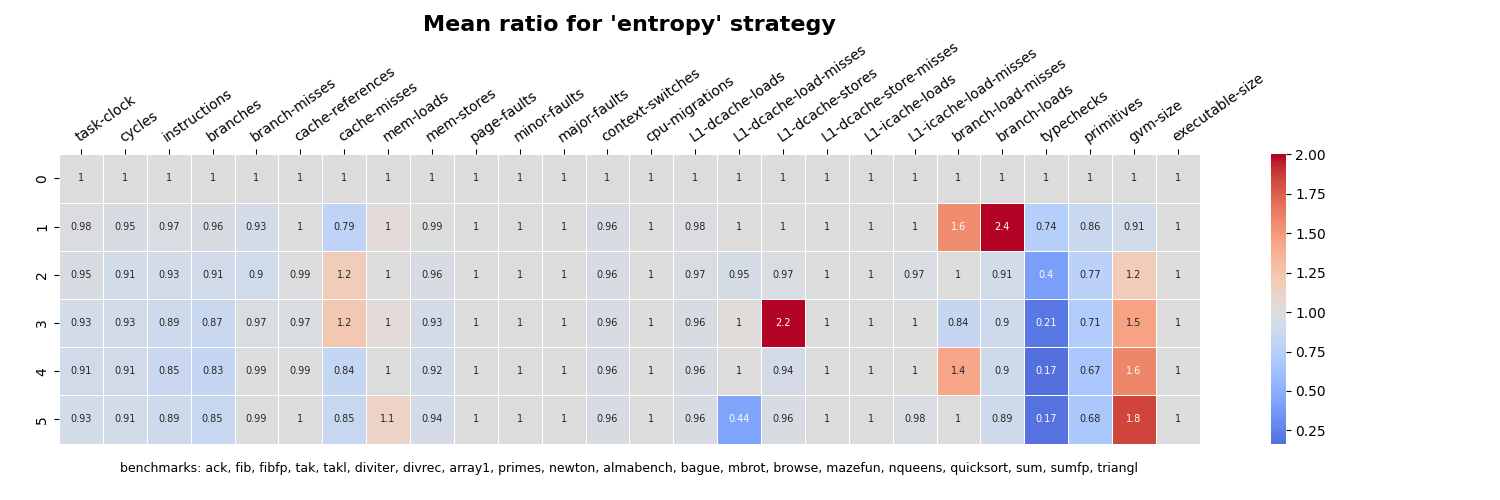 Mean ratio for 'entropy' strategy
task-clock cycles instructions branches branch-misses cache-references cache-misses mem-loads mem-stores page-faults minor-faults major-faults context-switches cpu-migrations L1-dcache-loads L1-dcache-load-misses L1-dcache-stores L1-dcache-store-misses L1-icache-loads L1-icache-load-misses branch-load-misses branch-loads typechecks primitives gvm-size executable-size
0 1 1 1 1 1 1 1 1 1 1 1 1 1 1 1 1 1 1 1 1 1 1 1 1 1 1
1 0.98 0.95 0.97 0.96 0.93 1 0.79 1 0.99 1 1 1 0.96 1 0.98 1 1 1 1 1 1.6 2.4 0.74 0.86 0.91 1
2 0.95 0.91 0.93 0.91 0.9 0.99 1.2 1 0.96 1 1 1 0.96 1 0.97 0.95 0.97 1 1 0.97 1 0.91 0.4 0.77 1.2 1
3 0.93 0.93 0.89 0.87 0.97 0.97 1.2 1 0.93 1 1 1 0.96 1 0.96 1 2.2 1 1 1 0.84 0.9 0.21 0.71 1.5 1
4 0.91 0.91 0.85 0.83 0.99 0.99 0.84 1 0.92 1 1 1 0.96 1 0.96 1 0.94 1 1 1 1.4 0.9 0.17 0.67 1.6 1
5 0.93 0.91 0.89 0.85 0.99 1 0.85 1.1 0.94 1 1 1 0.96 1 0.96 0.44 0.96 1 1 0.98 1 0.89 0.17 0.68 1.8 1
2.00
1.75
1.50
1.25
1.00
0.75
0.50
0.25
benchmarks: ack, fib, fibfp, tak, takl, diviter, divrec, array1, primes, newton, almabench, bague, mbrot, browse, mazefun, nqueens, quicksort, sum, sumfp, triangl